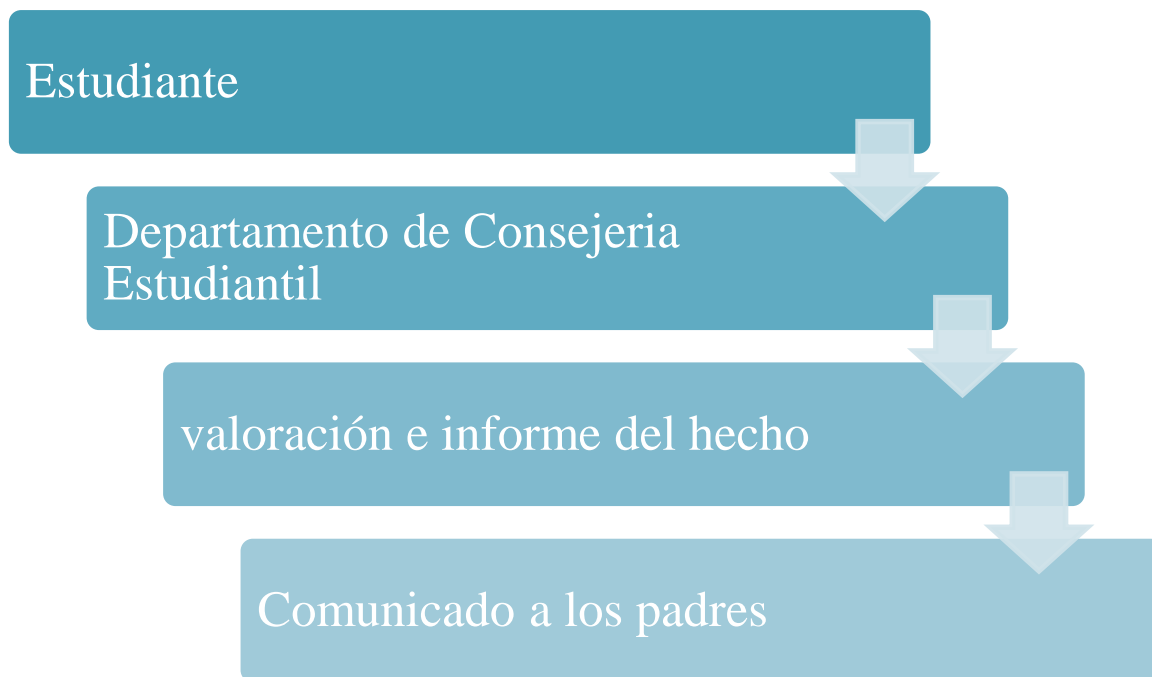 Estudiante
Departamento de Consejeria
Estudiantil
valoración e informe del hecho
Comunicado a los padres